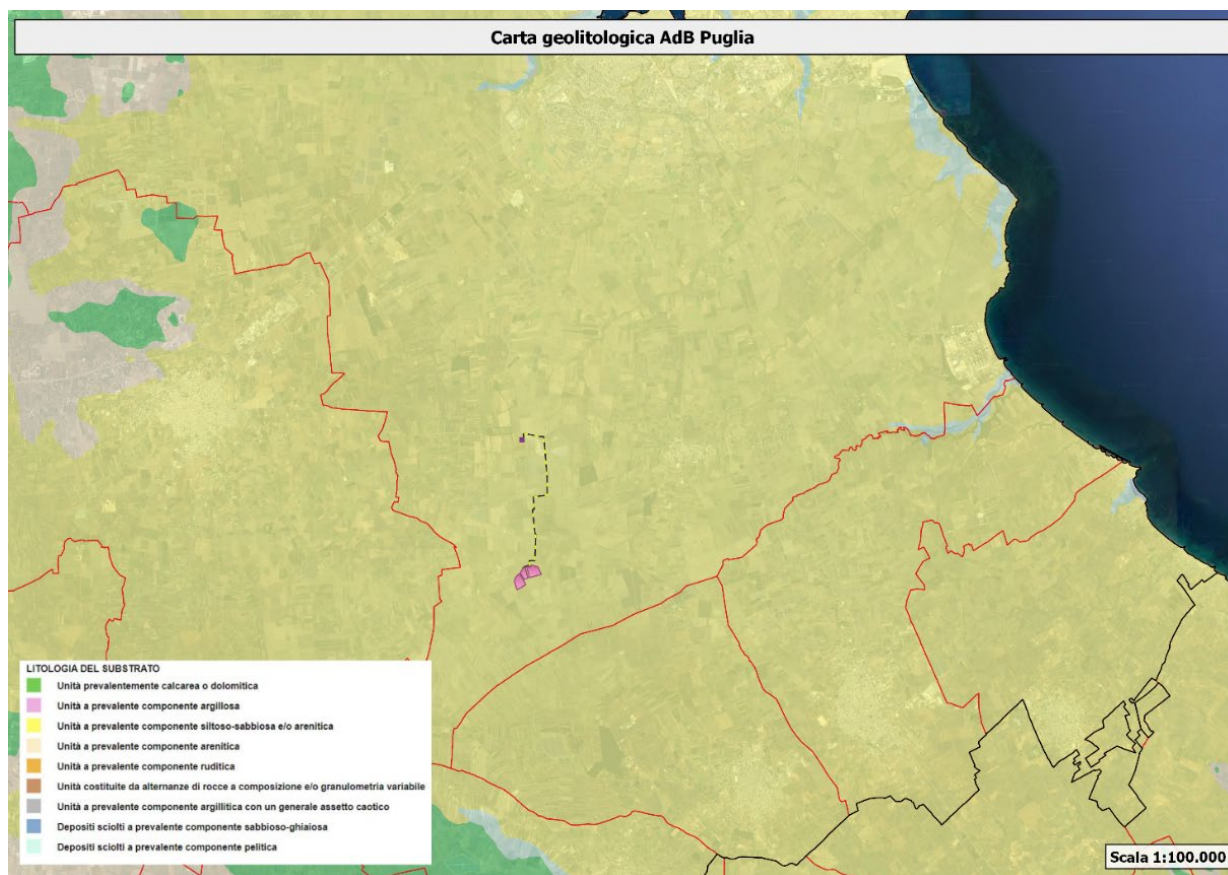 Carta geolitologica AdB Puglia
LITOLOGIA DEL SUBSTRATO
Unità prevalentemente calcarea o dolomitica
Unità a prevalente componente argillosa
Unità a prevalente componente siltoso-sabbiosa e/o arenitica
Unità a prevalente componente arenitica
Unità a prevalente componente ruditica
Unità costituite da alternanze di rocce a composizione e/o granulometria variabile
Unità a prevalente componente argillitica con un generale assetto caotico
Depositi sciolti a prevalente componente sabbioso-ghiaiosa
Depositi sciolti a prevalente componente pelitica
Scala 1:100.000